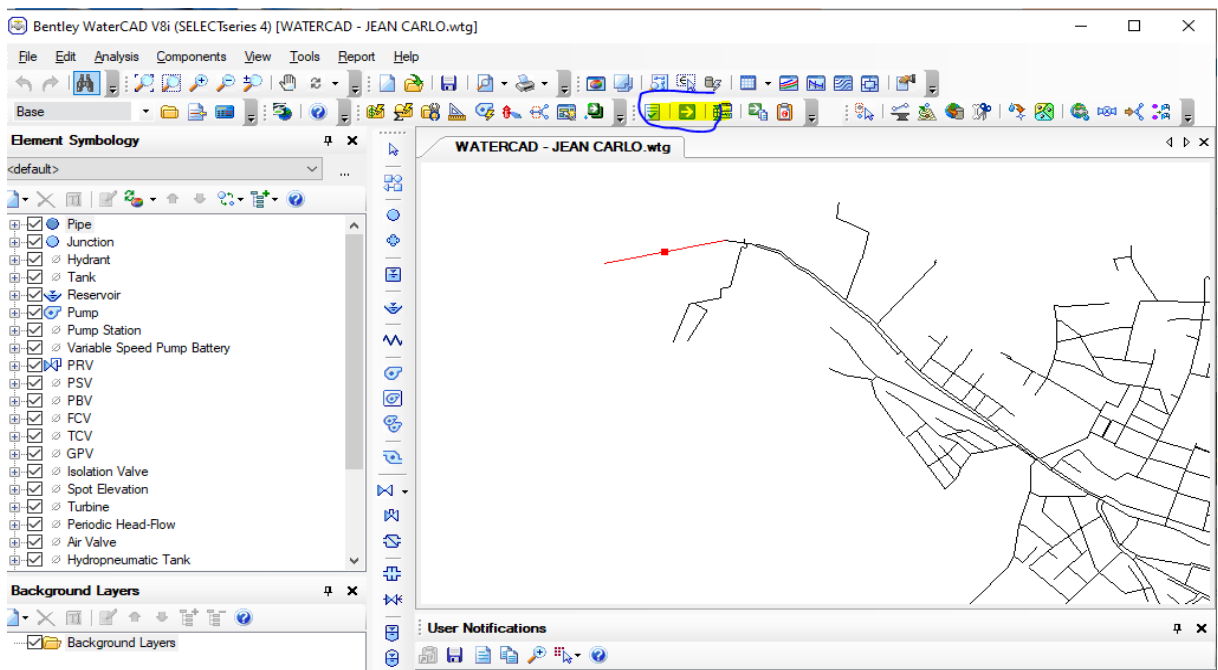 Bentley WaterCAD V8i (SELECTseries 4) [WATERCAD - JEAN CARLO.wtg]
File Edit Analysis Components View Tools Report Help
Base
Element Symbology
<default>
...
WATERCAD - JEAN CARLO.wtg
Pipe
Junction
Hydrant
Tank
Reservoir
Pump
Pump Station
Variable Speed Pump Battery
PRV
PSV
PBV
FCV
TCV
GPV
Isolation Valve
Spot Elevation
Turbine
Periodic Head-Flow
Air Valve
Hydropneumatic Tank
Background Layers
Background Layers
User Notifications